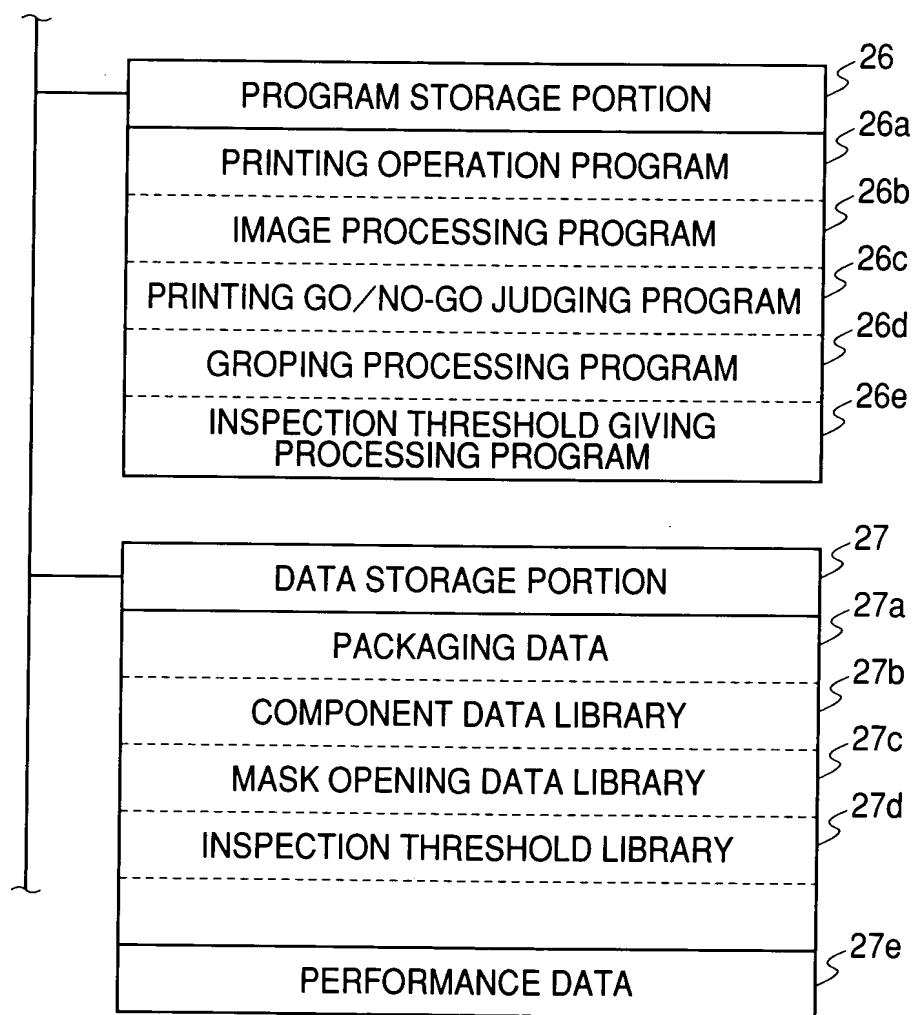 26
PROGRAM STORAGE PORTION
26a
PRINTING OPERATION PROGRAM
26b
IMAGE PROCESSING PROGRAM
26c
PRINTING GO/NO-GO JUDGING PROGRAM
26d
GROPING PROCESSING PROGRAM
26e
INSPECTION THRESHOLD GIVING
PROCESSING PROGRAM
27
DATA STORAGE PORTION
27a
PACKAGING DATA
27b
COMPONENT DATA LIBRARY
27c
MASK OPENING DATA LIBRARY
27d
INSPECTION THRESHOLD LIBRARY
27e
PERFORMANCE DATA